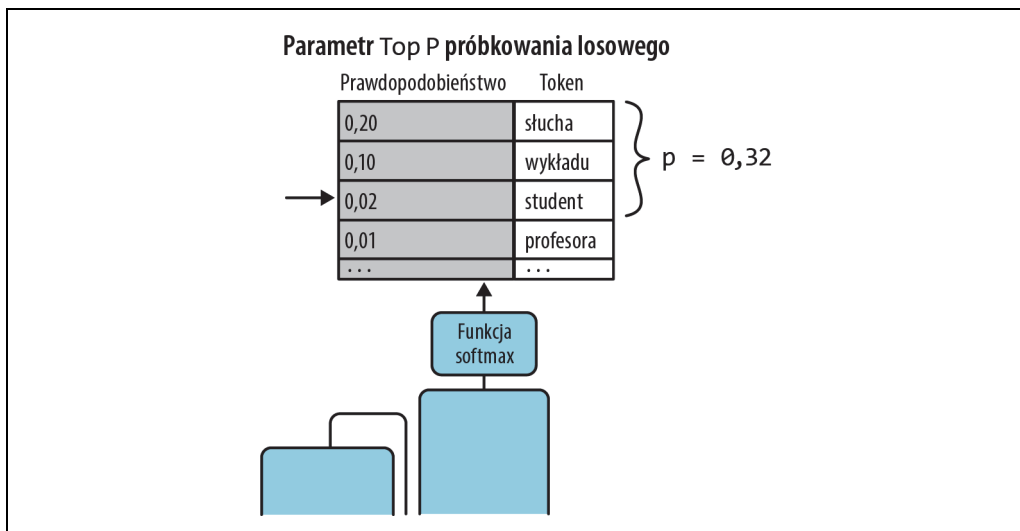 Parametr Top P próbkowania losowego
Prawdopodobieństwo Token
0,20 słucha
0,10 wykładu
p = 0,32
0,02 student
0,01 profesora
... ...
Funkcja
softmax